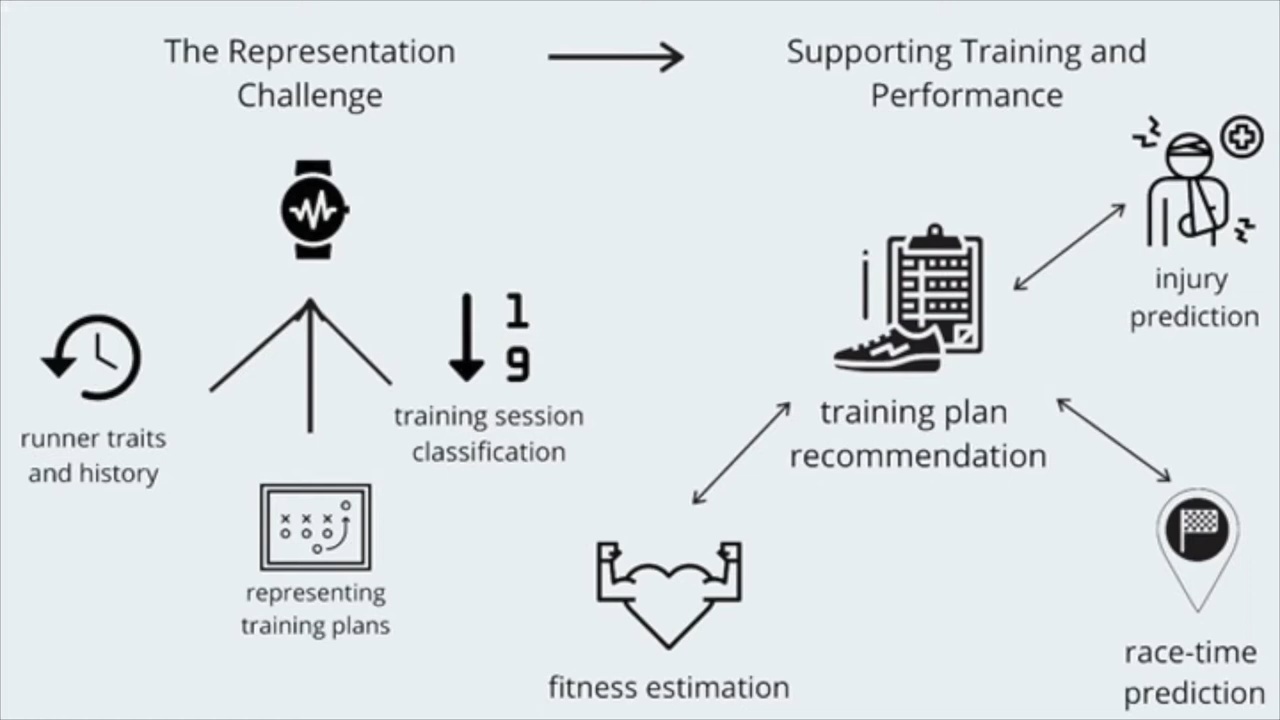 The Representation
Challenge
Supporting Training and
Performance
runner traits
and history
1
9
training session
classification
representing
training plans
training plan
recommendation
injury
prediction
fitness estimation
race-time
prediction